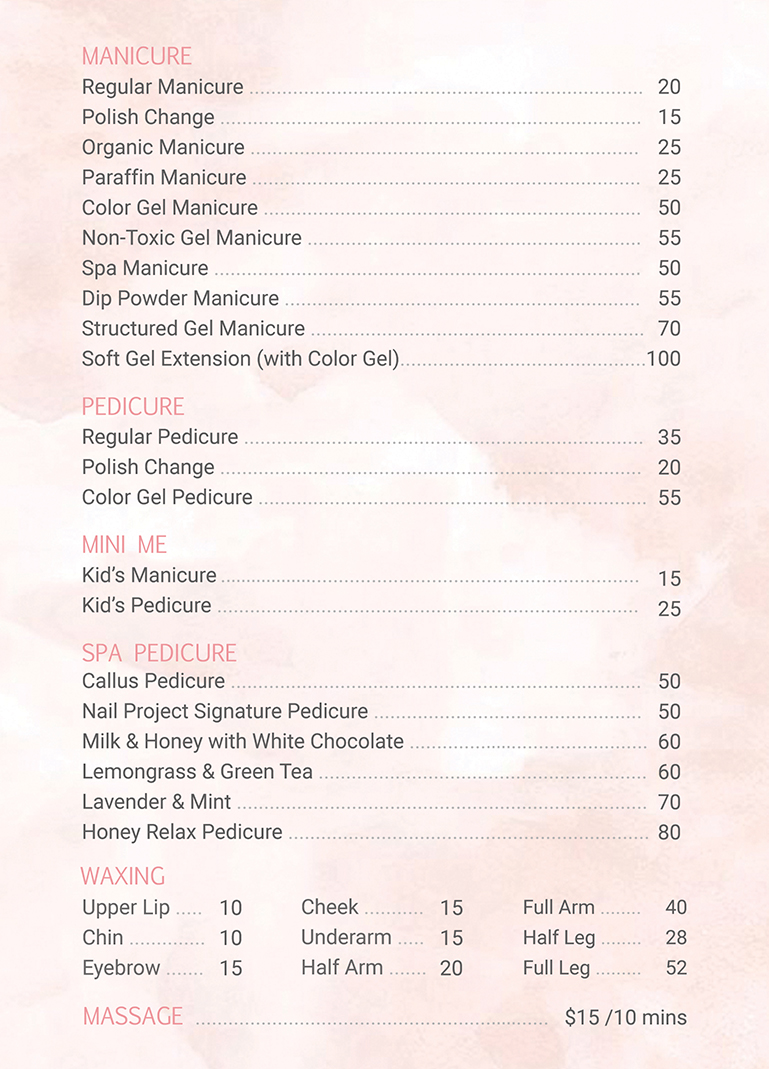 MANICURE
Regular Manicure ........ 20
Polish Change ........ 15
Organic Manicure ........ 25
Paraffin Manicure ........ 25
Color Gel Manicure ........ 50
Non-Toxic Gel Manicure ........ 55
Spa Manicure ........ 50
Dip Powder Manicure ........ 55
Structured Gel Manicure ........ 70
Soft Gel Extension (with Color Gel) ........ 100
PEDICURE
Regular Pedicure ........ 35
Polish Change ........ 20
Color Gel Pedicure ........ 55
MINI ME
Kid's Manicure ........ 15
Kid's Pedicure ........ 25
SPA PEDICURE
Callus Pedicure ........ 50
Nail Project Signature Pedicure ........ 50
Milk & Honey with White Chocolate ........ 60
Lemongrass & Green Tea ........ 60
Lavender & Mint ........ 70
Honey Relax Pedicure ........ 80
WAXING
Upper Lip ..... 10 Cheek ........ 15 Full Arm ........ 40
Chin ........ 10 Underarm ..... 15 Half Leg ........ 28
Eyebrow ....... 15 Half Arm ....... 20 Full Leg ......... 52
MASSAGE ........ $15 /10 mins